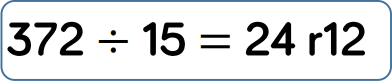 372 ÷ 15 = 24 r12